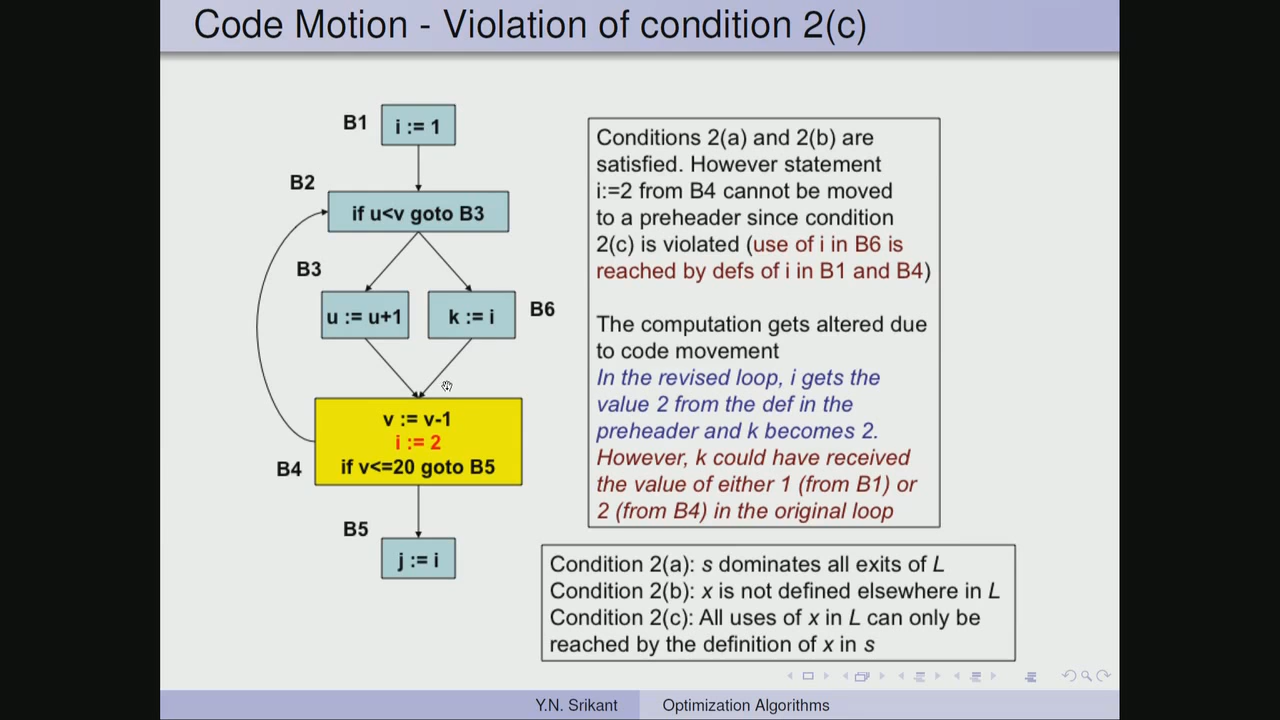 Code Motion - Violation of condition 2(c)
B1
i := 1
B2
if u<v goto B3
B3
u := u+1
k := i
B6
v := v-1
i := 2
if v<=20 goto B5
B4
B5
j := i
Conditions 2(a) and 2(b) are
satisfied. However statement
i:=2 from B4 cannot be moved
to a preheader since condition
2(c) is violated (use of i in B6 is
reached by defs of i in B1 and B4)
The computation gets altered due
to code movement
In the revised loop, i gets the
value 2 from the def in the
preheader and k becomes 2.
However, k could have received
the value of either 1 (from B1) or
2 (from B4) in the original loop
Condition 2(a): s dominates all exits of L
Condition 2(b): x is not defined elsewhere in L
Condition 2(c): All uses of x in L can only be
reached by the definition of x in s
Y.N. Srikant
Optimization Algorithms